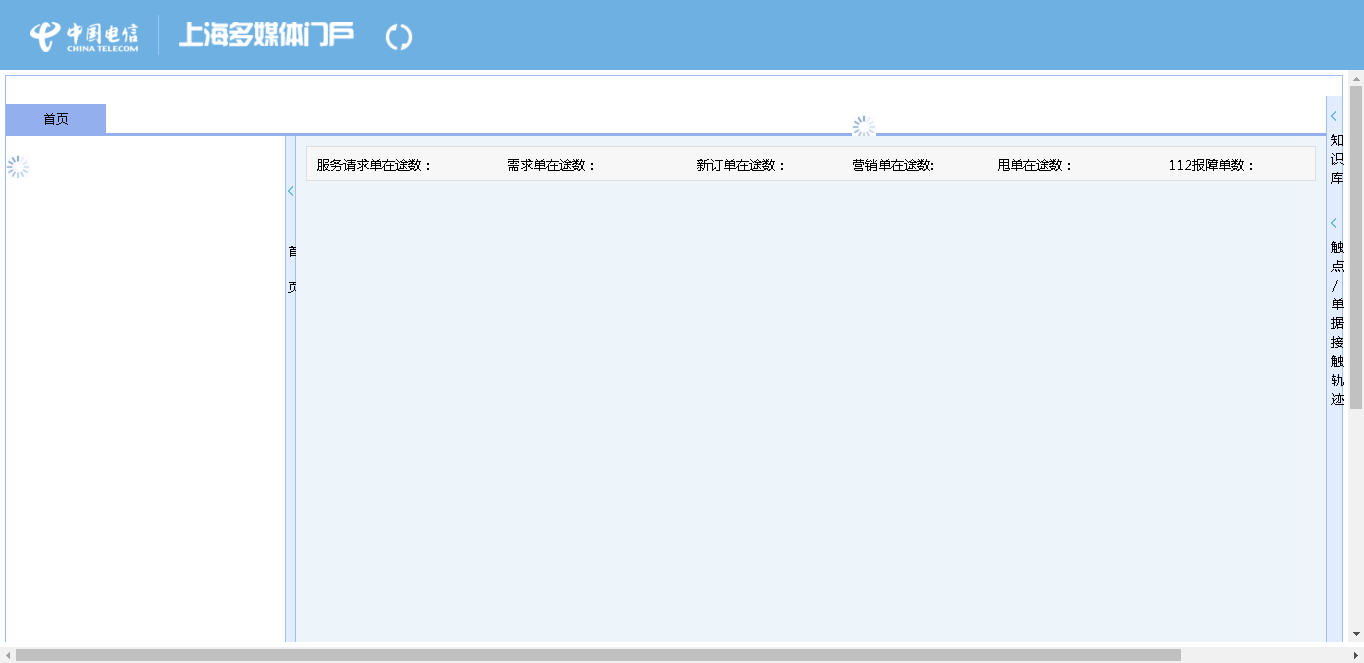 中国电信
CHINA TELECOM
上海多媒体门戶
首页
服务请求单在途数： 需求单在途数： 新订单在途数： 营销单在途数: 甩单在途数： 112报障单数：
首
页
知
识
库
触
点
/
单
据
接
触
轨
迹